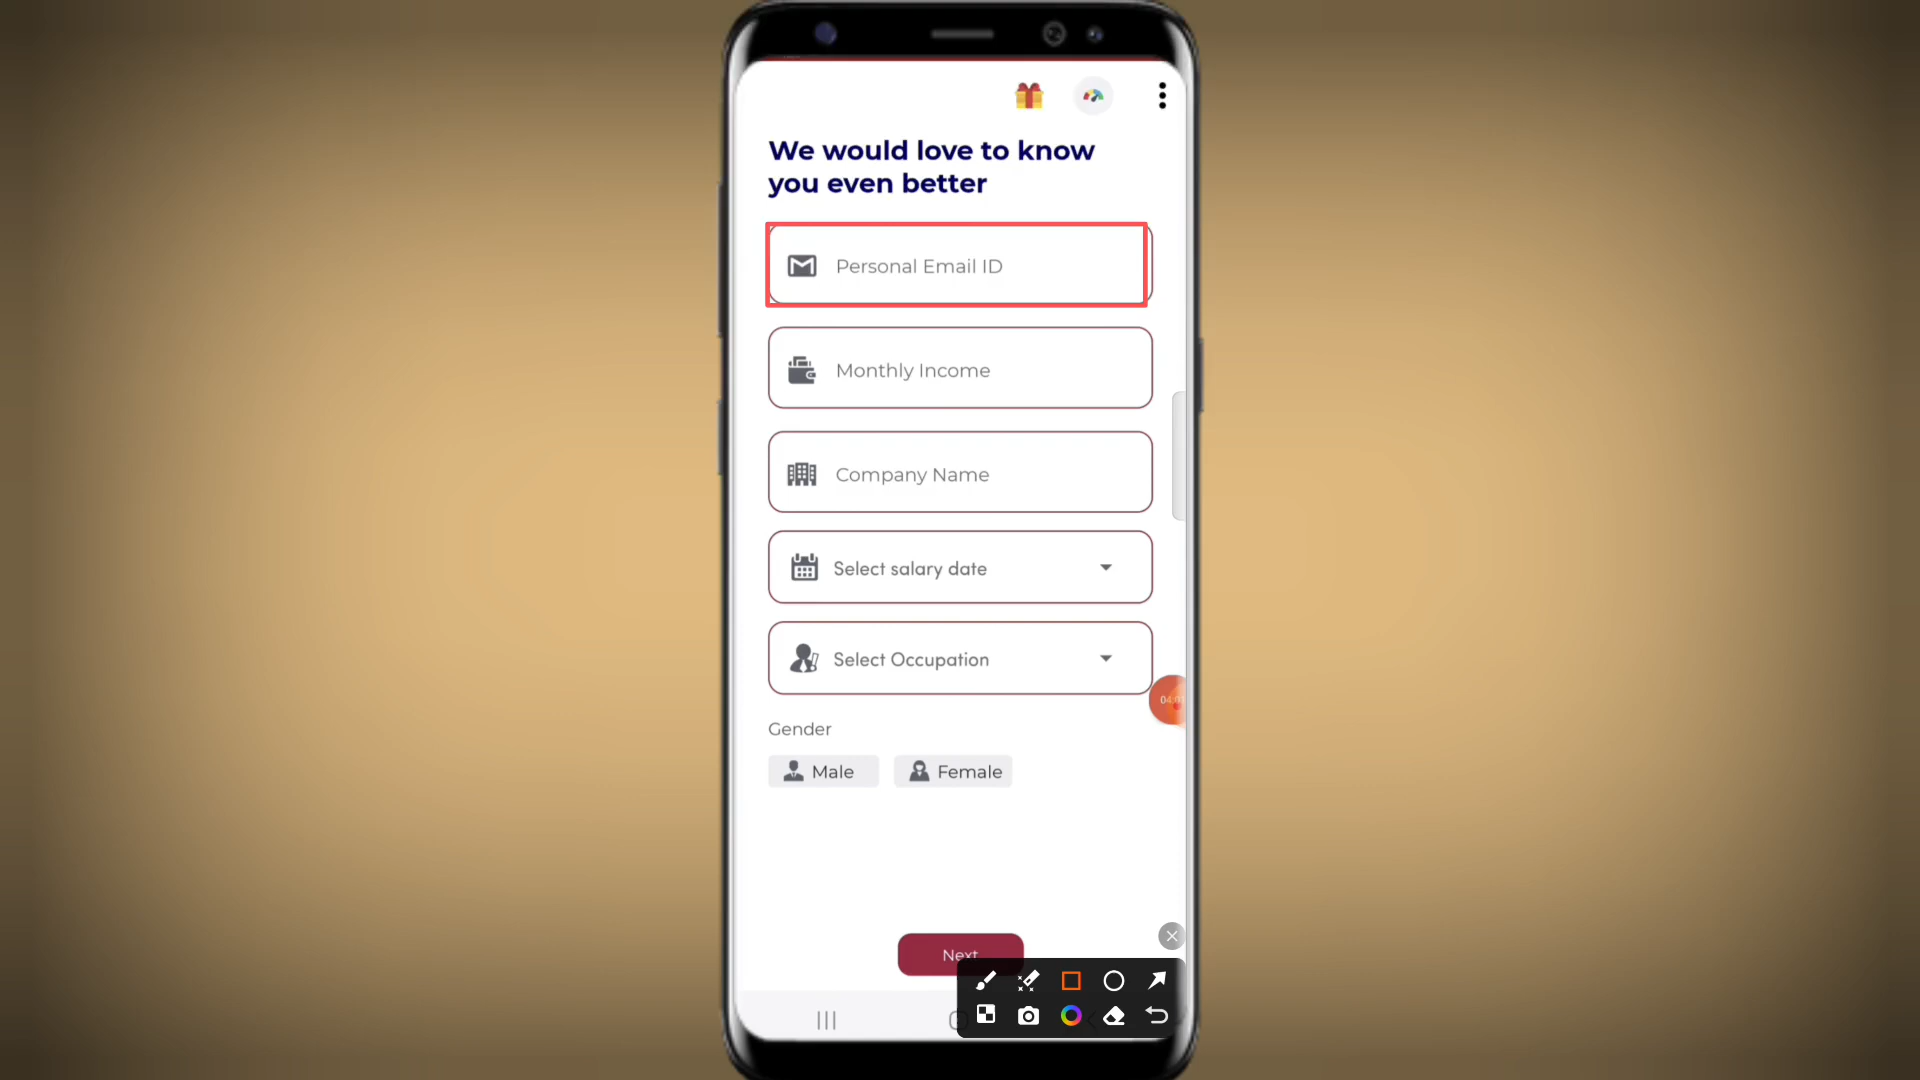 We would love to know
you even better
Personal Email ID
Monthly Income
Company Name
Select salary date
Select Occupation
Gender
Male
Female
Next